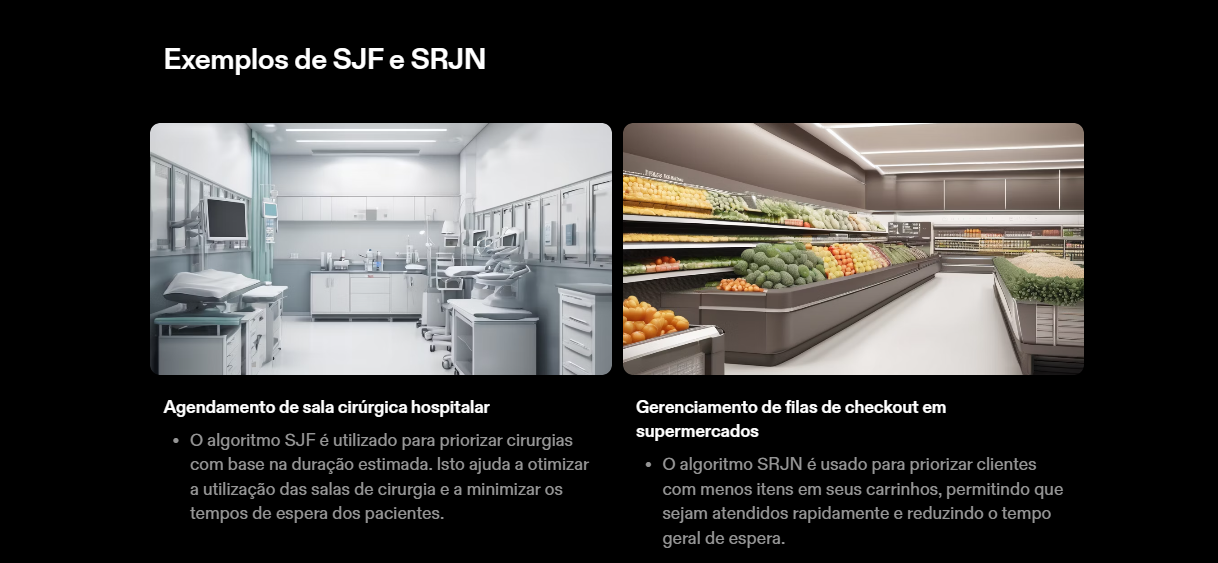 Exemplos de SJF e SRJN
Agendamento de sala cirúrgica hospitalar
• O algoritmo SJF é utilizado para priorizar cirurgias
com base na duração estimada. Isto ajuda a otimizar
a utilização das salas de cirurgia e a minimizar os
tempos de espera dos pacientes.
Gerenciamento de filas de checkout em
supermercados
• O algoritmo SRJN é usado para priorizar clientes
com menos itens em seus carrinhos, permitindo que
sejam atendidos rapidamente e reduzindo o tempo
geral de espera.